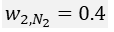 w₂,N₂ = 0.4